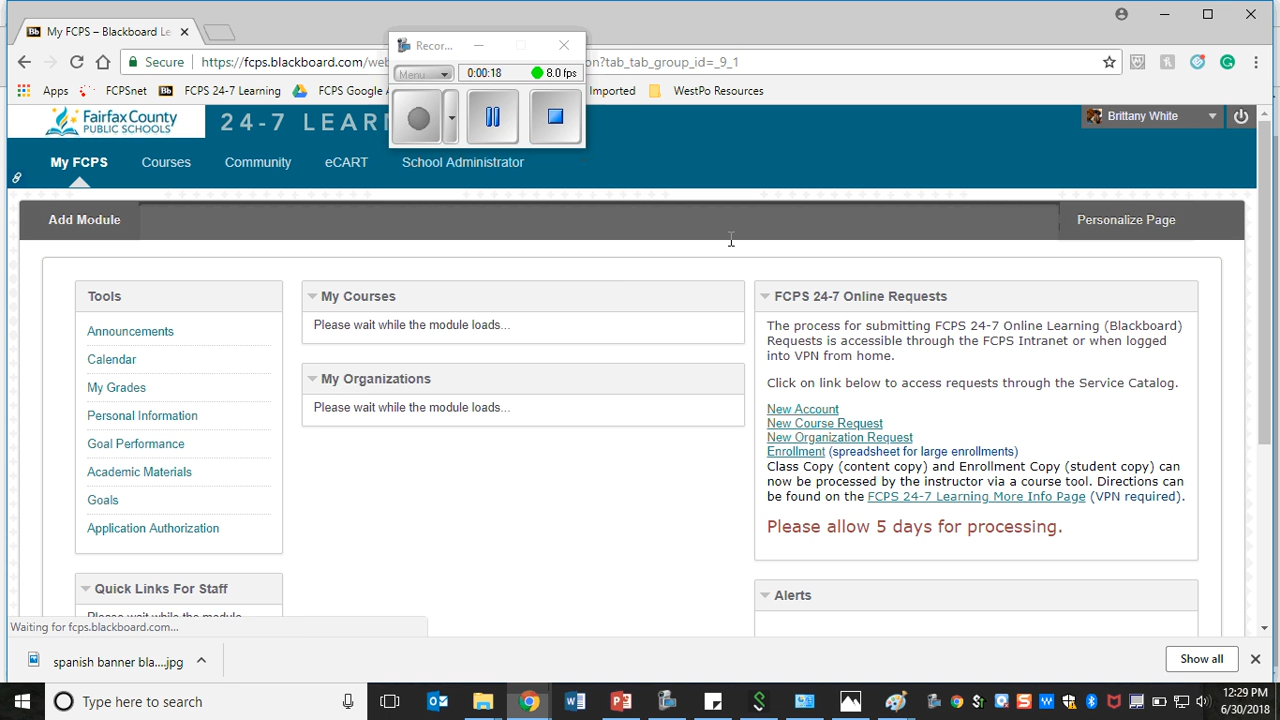 My FCPS – Blackboard Le
Recor...
Secure
https://fcps.blackboard.com/web
on?tab_tab_group_id=_9_1
Menu
0:00:18
8.0 fps
Apps
FCPSnet
FCPS 24-7 Learning
FCPS Google A
Imported
WestPo Resources
Fairfax County
PUBLIC SCHOOLS
24-7 LEARN
Brittany White
My FCPS
Courses
Community
eCART
School Administrator
Add Module
Personalize Page
Tools
Announcements
Calendar
My Grades
Personal Information
Goal Performance
Academic Materials
Goals
Application Authorization
Quick Links For Staff
Please wait while the module
My Courses
Please wait while the module loads...
My Organizations
Please wait while the module loads...
FCPS 24-7 Online Requests
The process for submitting FCPS 24-7 Online Learning (Blackboard)
Requests is accessible through the FCPS Intranet or when logged
into VPN from home.
Click on link below to access requests through the Service Catalog.
New Account
New Course Request
New Organization Request
Enrollment (spreadsheet for large enrollments)
Class Copy (content copy) and Enrollment Copy (student copy) can
now be processed by the instructor via a course tool. Directions can
be found on the FCPS 24-7 Learning More Info Page (VPN required).
Please allow 5 days for processing.
Alerts
Waiting for fcps.blackboard.com...
spanish banner bla....jpg
Show all
Type here to search
12:29 PM
6/30/2018